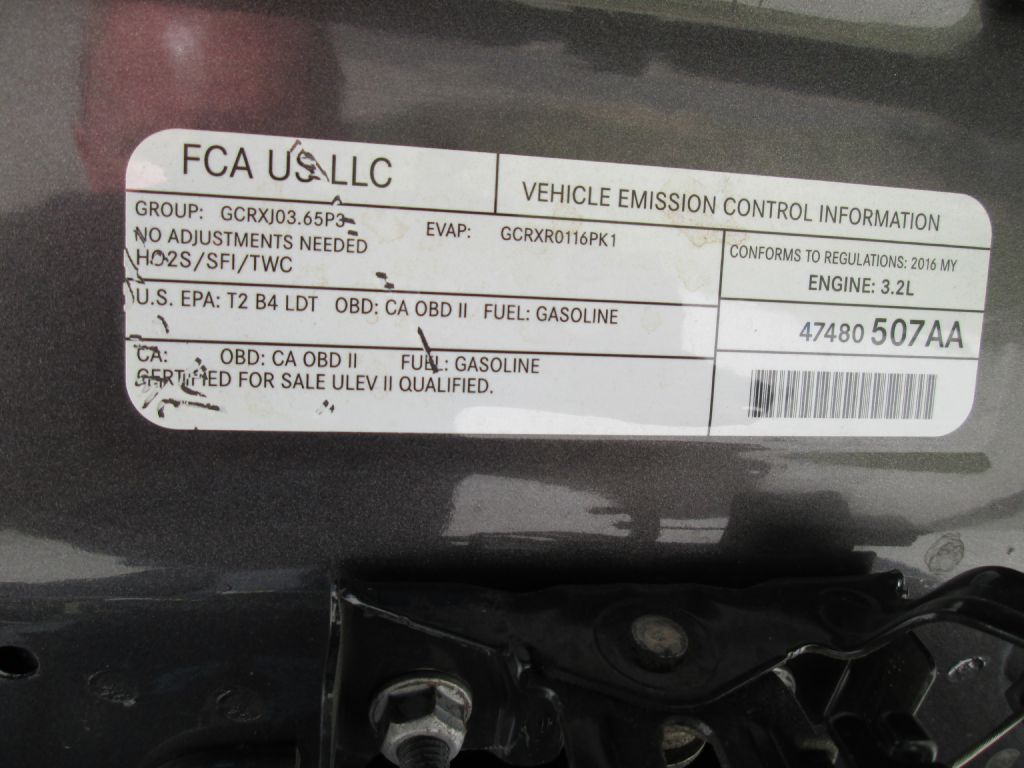 FCA US LLC
VEHICLE EMISSION CONTROL INFORMATION
GROUP: GCRXJ03.65P3
EVAP: GCRXR0116PK1
NO ADJUSTMENTS NEEDED
HO2S/SFI/TWC
CONFORMS TO REGULATIONS: 2016 MY
ENGINE: 3.2L
U.S. EPA: T2 B4 LDT OBD: CA OBD II FUEL: GASOLINE
47480 507AA
CA: OBD: CA OBD II FUEL: GASOLINE
CERTIFIED FOR SALE ULEV II QUALIFIED.